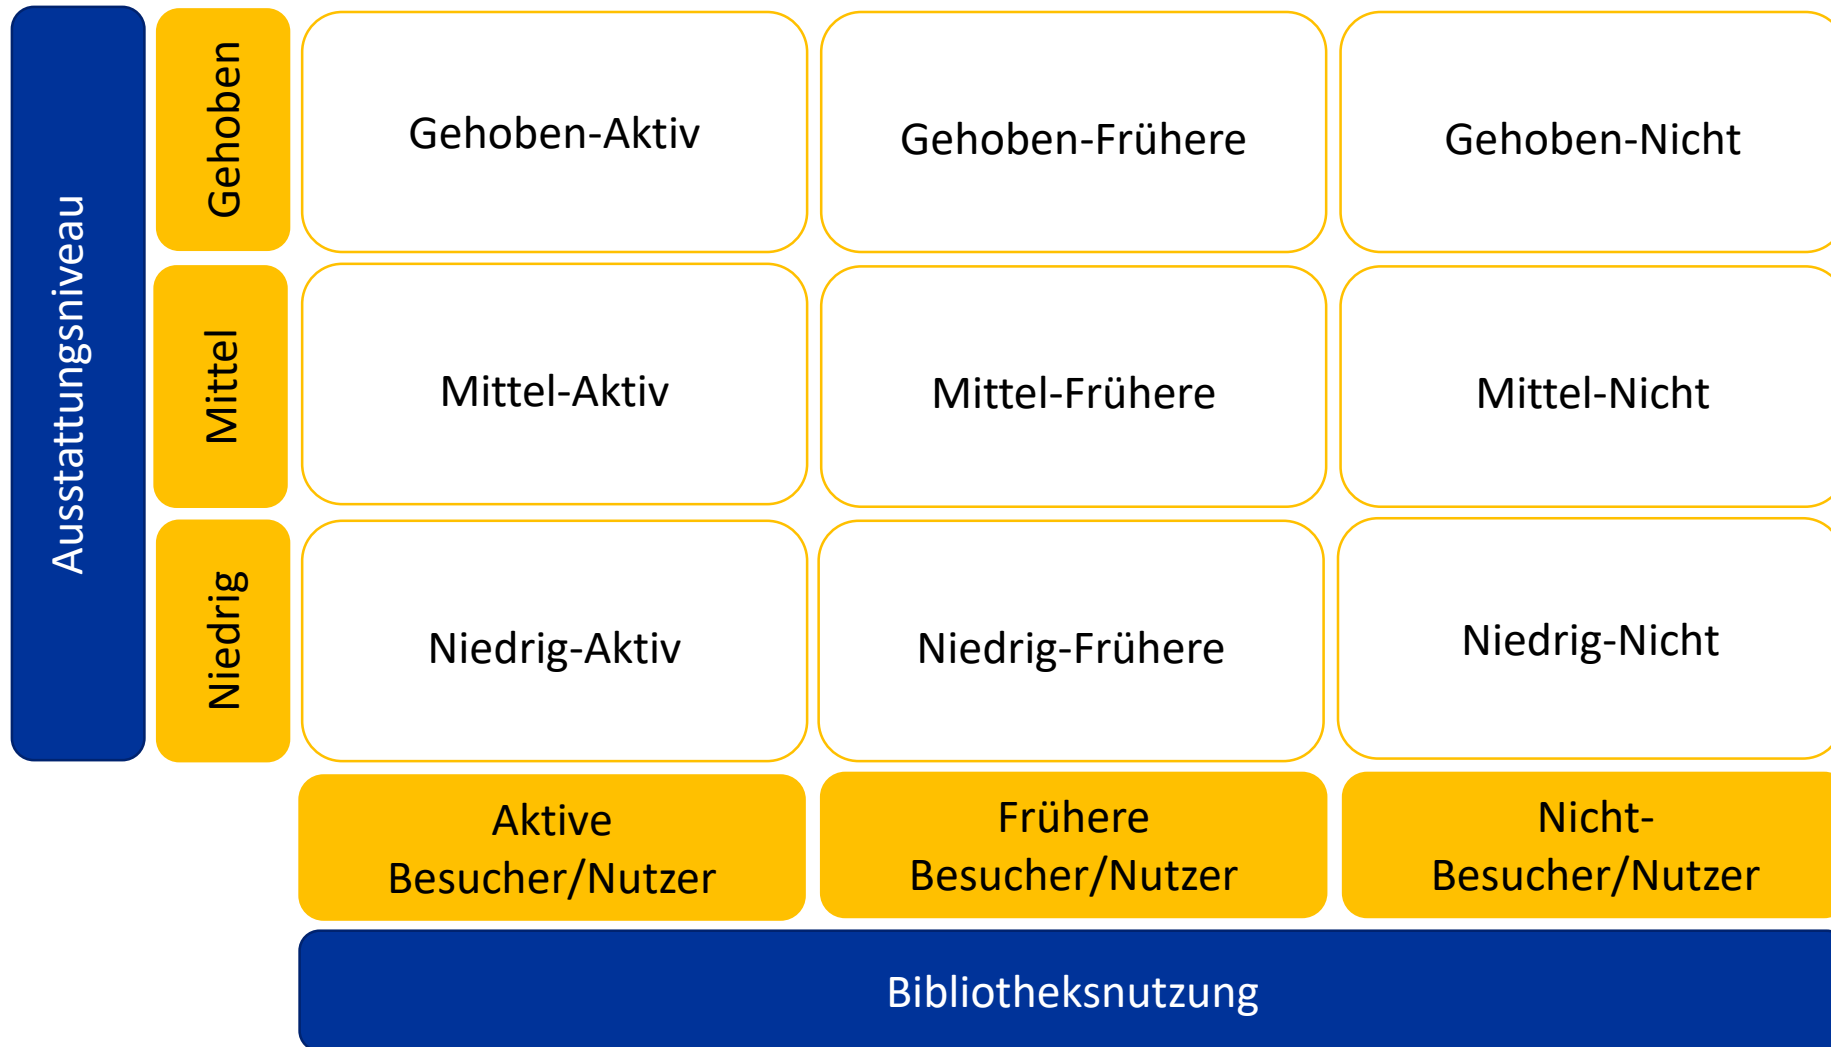 Ausstattungsniveau
Gehoben
Gehoben-Aktiv
Gehoben-Frühere
Gehoben-Nicht
Mittel
Mittel-Aktiv
Mittel-Frühere
Mittel-Nicht
Niedrig
Niedrig-Aktiv
Niedrig-Frühere
Niedrig-Nicht
Aktive
Besucher/Nutzer
Frühere
Besucher/Nutzer
Nicht-
Besucher/Nutzer
Bibliotheksnutzung